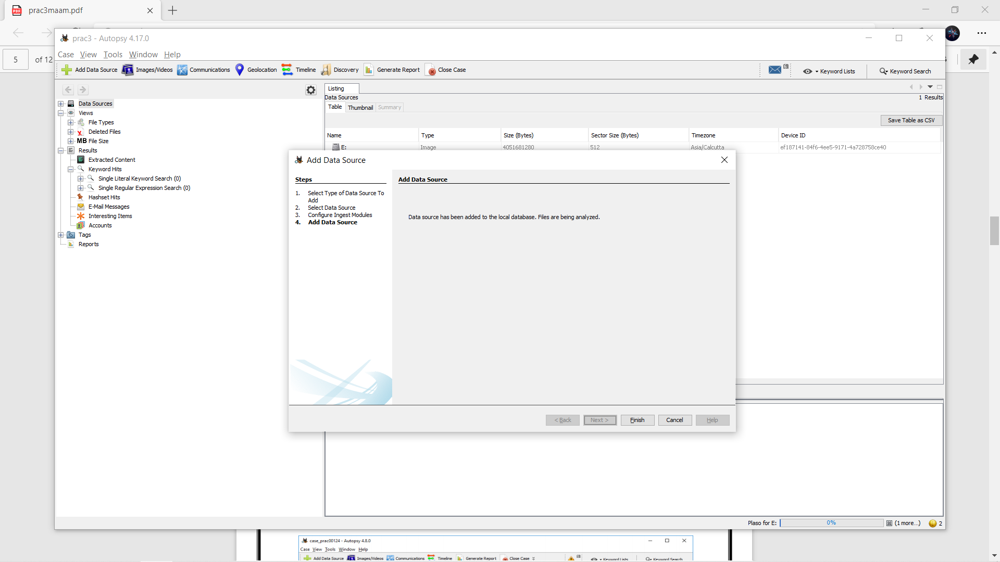 prac3maam.pdf
5 of 12
prac3 - Autopsy 4.17.0
Case View Tools Window Help
Add Data Source Images/Videos Communications Geolocation Timeline Discovery Generate Report Close Case 6 Keyword Lists Keyword Search
Data Sources
Views
File Types
Deleted Files
MB File Size
Results
Extracted Content
Keyword Hits
Single Literal Keyword Search (0)
Single Regular Expression Search (0)
Hashset Hits
E-Mail Messages
Interesting Items
Accounts
Tags
Reports
Listing
Data Sources 1 Results
Table Thumbnail Summary
Save Table as CSV
Name Type Size (Bytes) Sector Size (Bytes) Timezone Device ID
E: Image 4051681280 512 Asia/Calcutta ef187141-84f6-4ee5-9171-4a728758ce40
Add Data Source
Steps
1. Select Type of Data Source To
Add
2. Select Data Source
3. Configure Ingest Modules
4. Add Data Source
Add Data Source
Data source has been added to the local database. Files are being analyzed.
< Back Next > Finish Cancel Help
Plaso for E: 0% (1 more...) 2
case_prac00124 - Autopsy 4.8.0
Case View Tools Window Help
Add Data Source Images/Videos Communications Timeline Generate Report Close Case Keyword Lists Keyword Search